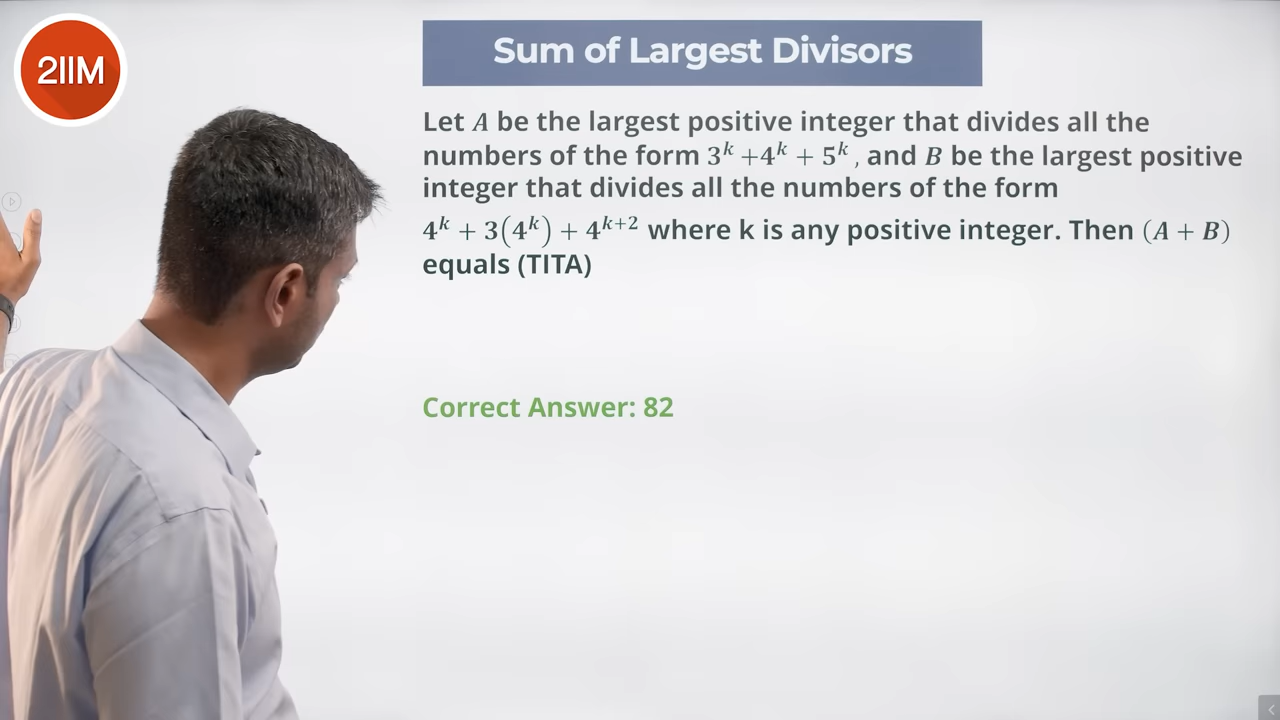 2IIM
Sum of Largest Divisors
Let A be the largest positive integer that divides all the
numbers of the form 3^k +4^k + 5^k , and B be the largest positive
integer that divides all the numbers of the form
4^k + 3(4^k) + 4^{k+2} where k is any positive integer. Then (A + B)
equals (TITA)
Correct Answer: 82